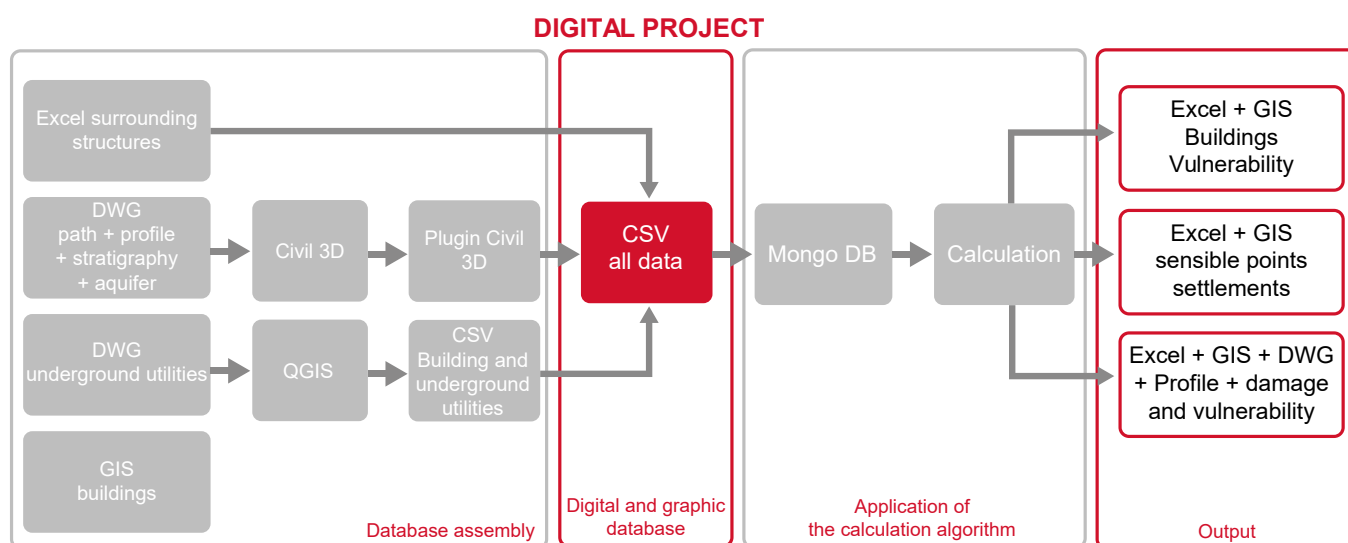 DIGITAL PROJECT
Excel surrounding
structures
DWG
path + profile
+ stratigraphy
+ aquifer
Civil 3D
Plugin Civil
3D
DWG
underground utilities
QGIS
CSV
Building and
underground
utilities
GIS
buildings
Database assembly
CSV
all data
Digital and graphic
database
Mongo DB
Calculation
Application of
the calculation algorithm
Excel + GIS
Buildings
Vulnerability
Excel + GIS
sensible points
settlements
Excel + GIS + DWG
+ Profile + damage
and vulnerability
Output